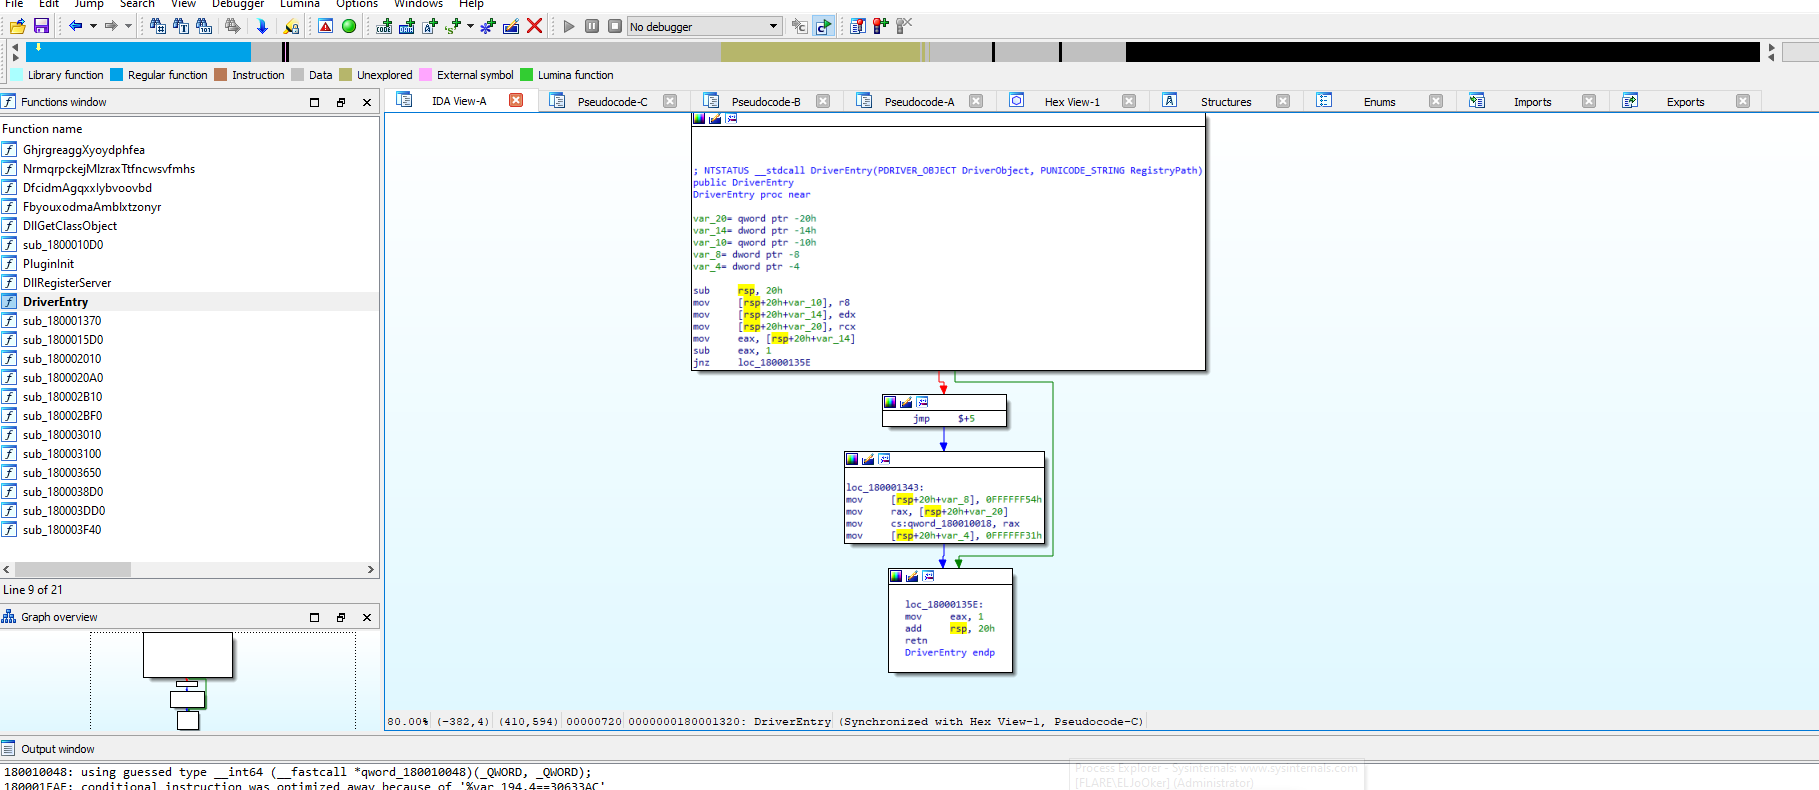 File Edit Jump Search View Debugger Lumina Options Windows Help
No debugger
Library function Regular function Instruction Data Unexplored External symbol Lumina function
Functions window
IDA View-A Pseudocode-C Pseudocode-B Pseudocode-A Hex View-1 Structures Enums Imports Exports
Function name
GhjrgreaggXyoydphfea
NrmqrpckejMlzraxTtfncwsvfmhs
DfcidmAgqxxlybvoovbd
FbyouxodmaAmblxtzonyr
DllGetClassObject
sub_1800010D0
PluginInit
DllRegisterServer
DriverEntry
sub_180001370
sub_1800015D0
sub_180002010
sub_1800020A0
sub_180002B10
sub_180002BF0
sub_180003010
sub_180003100
sub_180003650
sub_1800038D0
sub_180003DD0
sub_180003F40
Line 9 of 21
Graph overview
; NTSTATUS __stdcall DriverEntry(PDRIVER_OBJECT DriverObject, PUNICODE_STRING RegistryPath)
public DriverEntry
DriverEntry proc near
var_20= qword ptr -20h
var_14= dword ptr -14h
var_10= qword ptr -10h
var_8= dword ptr -8
var_4= dword ptr -4
sub rsp, 20h
mov [rsp+20h+var_10], r8
mov [rsp+20h+var_14], edx
mov [rsp+20h+var_20], rcx
mov eax, [rsp+20h+var_14]
sub eax, 1
jnz loc_18000135E
jmp $+5
loc_180001343:
mov [rsp+20h+var_8], 0FFFFFF54h
mov rax, [rsp+20h+var_20]
mov cs:qword_180010018, rax
mov [rsp+20h+var_4], 0FFFFFF31h
loc_18000135E:
mov eax, 1
add rsp, 20h
retn
DriverEntry endp
80.00% (-382,4) (410,594) 00000720 0000000180001320: DriverEntry (Synchronized with Hex View-1, Pseudocode-C)
Output window
180010048: using guessed type __int64 (__fastcall *qword_180010048)(_QWORD, _QWORD);
180001EAE: conditional instruction was optimized away because of '%var_194.4==30633AC'
Process Explorer - Sysinternals: www.sysinternals.com
[FLARE\ELJoOker] (Administrator)